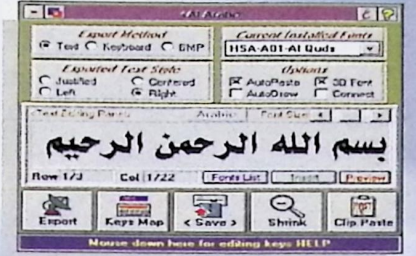 Al-Arabic
Export Method
Text Keyboard BMP
Current Installed Fonts
HSA-A01-Al Quds
Exported Text Style
Justified Centered
Left Right
Options
AutoPaste 3D Font
AutoDraw Connect
Text Editing Panel Arabic Font Size
بسم الله الرحمن الرحيم
Row 1/3 Col 1/22 Fonts List Insert Preview
Export Keys Map < Save > Shrink Clip.Paste
Mouse down here for editing keys HELP